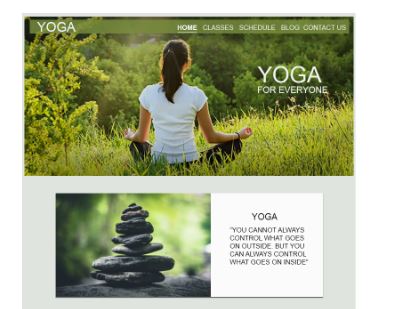 YOGA
HOME CLASSES SCHEDULE BLOG CONTACT US
YOGA
FOR EVERYONE
YOGA
"YOU CANNOT ALWAYS
CONTROL WHAT GOES
ON OUTSIDE. BUT YOU
CAN ALWAYS CONTROL
WHAT GOES ON INSIDE"